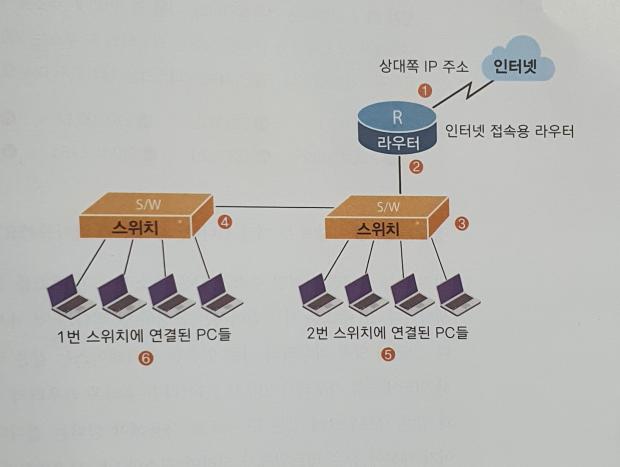 상대쪽 IP 주소
인터넷
1
R
라우터
인터넷 접속용 라우터
2
S/W
스위치
4
S/W
스위치
3
1번 스위치에 연결된 PC들
6
2번 스위치에 연결된 PC들
5